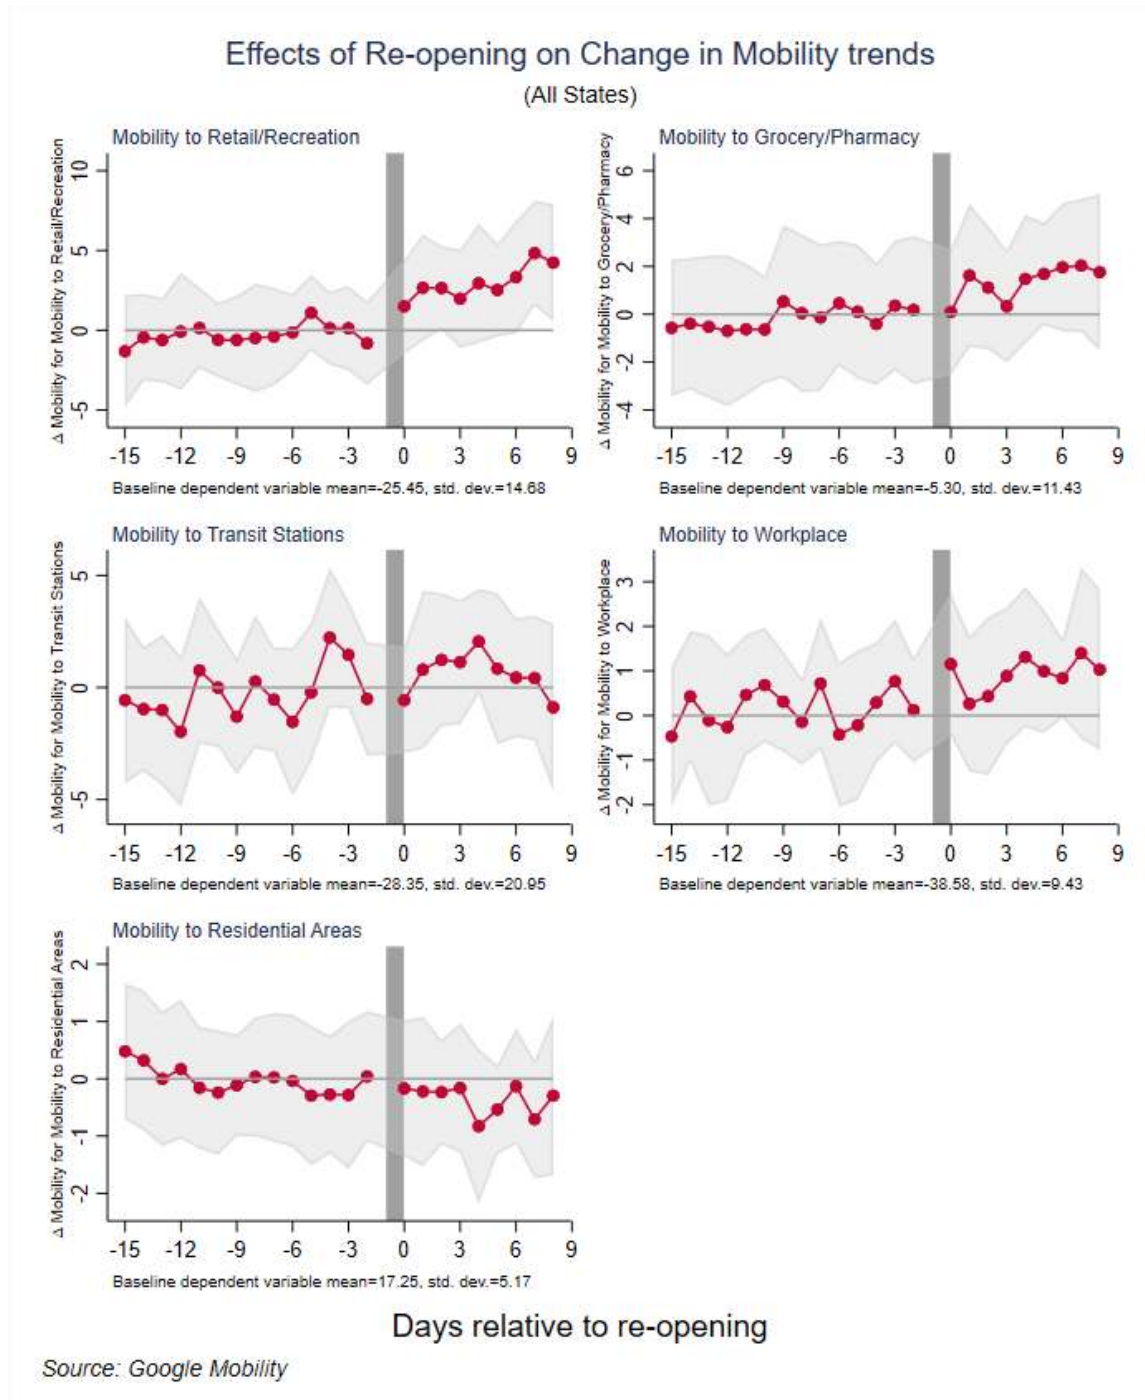 Effects of Re-opening on Change in Mobility trends
(All States)
Mobility to Retail/Recreation
Δ Mobility for Mobility to Retail/Recreation
10
5
0
-5
-15 -12 -9 -6 -3 0 3 6 9
Baseline dependent variable mean=-25.45, std. dev.=14.68
Mobility to Grocery/Pharmacy
Δ Mobility for Mobility to Grocery/Pharmacy
6
4
2
0
-2
-4
-15 -12 -9 -6 -3 0 3 6 9
Baseline dependent variable mean=-5.30, std. dev.=11.43
Mobility to Transit Stations
Δ Mobility for Mobility to Transit Stations
5
0
-5
-15 -12 -9 -6 -3 0 3 6 9
Baseline dependent variable mean=-28.35, std. dev.=20.95
Mobility to Workplace
Δ Mobility for Mobility to Workplace
3
2
1
0
-1
-2
-15 -12 -9 -6 -3 0 3 6 9
Baseline dependent variable mean=-38.58, std. dev.=9.43
Mobility to Residential Areas
Δ Mobility for Mobility to Residential Areas
2
1
0
-1
-2
-15 -12 -9 -6 -3 0 3 6 9
Baseline dependent variable mean=17.25, std. dev.=5.17
Days relative to re-opening
Source: Google Mobility